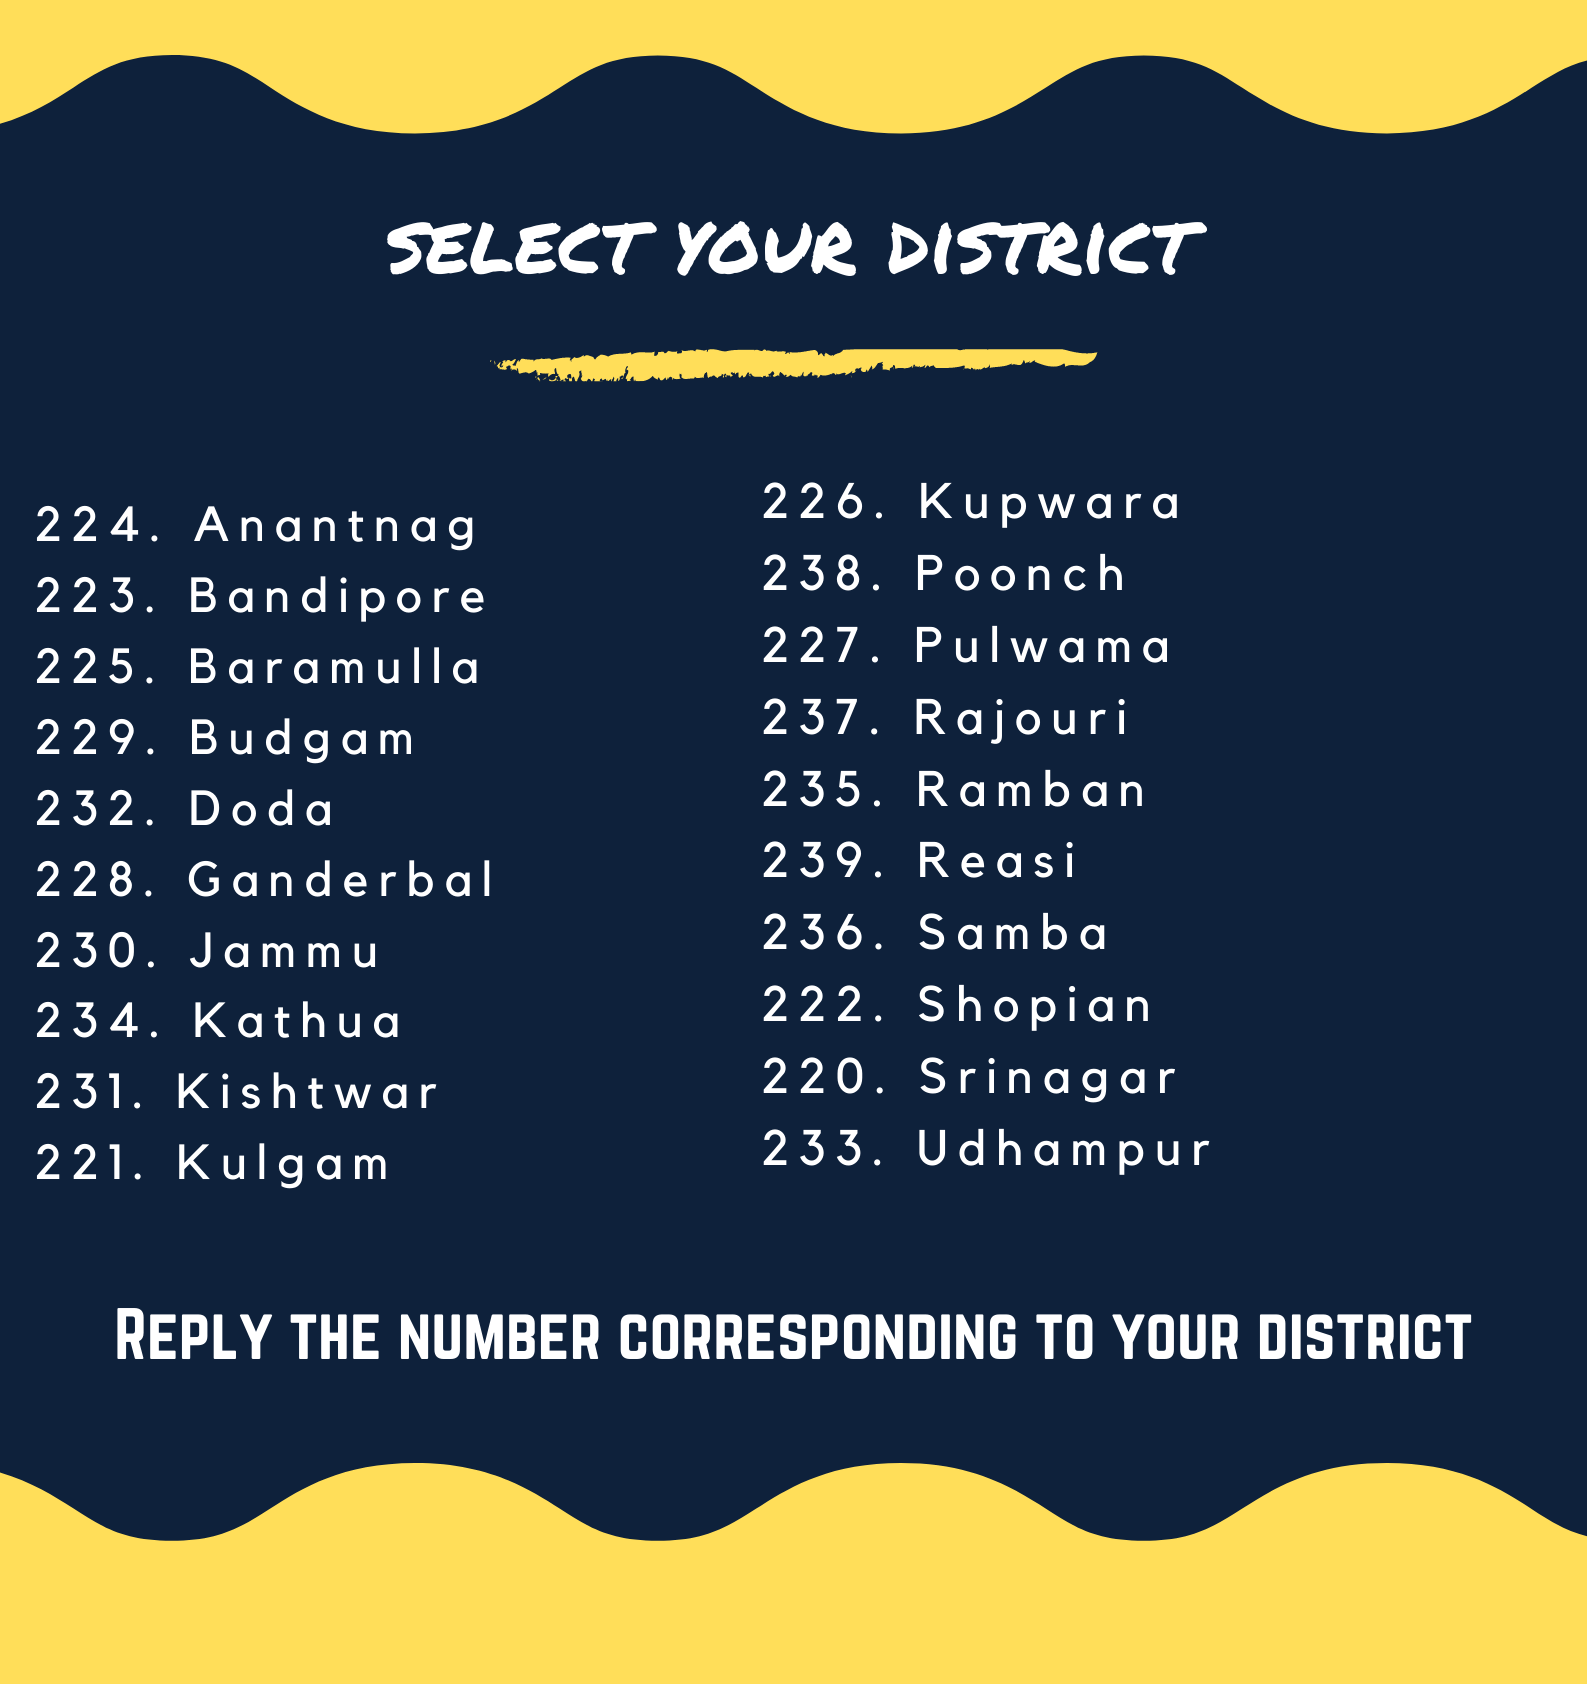 SELECT YOUR DISTRICT
224. Anantnag
223. Bandipore
225. Baramulla
229. Budgam
232. Doda
228. Ganderbal
230. Jammu
234. Kathua
231. Kishtwar
221. Kulgam
226. Kupwara
238. Poonch
227. Pulwama
237. Rajouri
235. Ramban
239. Reasi
236. Samba
222. Shopian
220. Srinagar
233. Udhampur
REPLY THE NUMBER CORRESPONDING TO YOUR DISTRICT